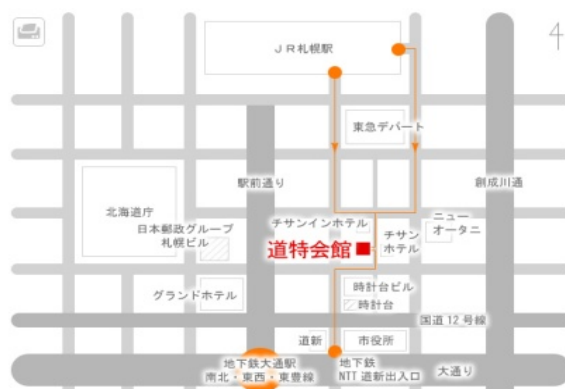 JR札幌駅
東急デパート
駅前通り
創成川通
北海道庁
日本郵政グループ
札幌ビル
チサンインホテル
チサン
ホテル
ニュー
オータニ
道特会館
グランドホテル
時計台ビル
時計台
国道12号線
道新
市役所
地下鉄大通駅
南北・東西・東豊線
地下鉄
NTT道新出入口
大通り